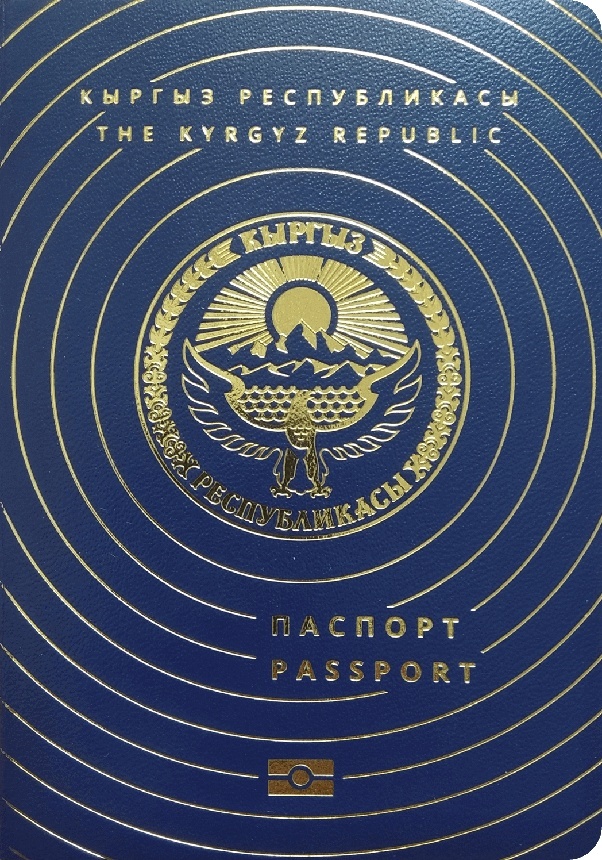 КЫРГЫЗ РЕСПУБЛИКАСЫ
THE KYRGYZ REPUBLIC
КЫРГЫЗ
РЕСПУБЛИКАСЫ
ПАСПОРТ
PASSPORT